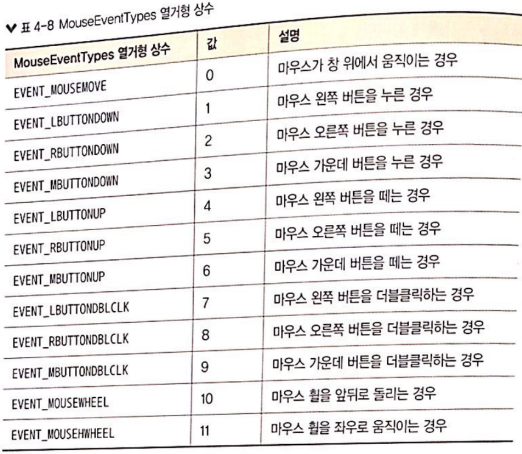 ∨ 표 4-8 MouseEventTypes 열거형 상수
MouseEventTypes 열거형 상수 값 설명
EVENT_MOUSEMOVE 0 마우스가 창 위에서 움직이는 경우
EVENT_LBUTTONDOWN 1 마우스 왼쪽 버튼을 누른 경우
EVENT_RBUTTONDOWN 2 마우스 오른쪽 버튼을 누른 경우
EVENT_MBUTTONDOWN 3 마우스 가운데 버튼을 누른 경우
EVENT_LBUTTONUP 4 마우스 왼쪽 버튼을 떼는 경우
EVENT_RBUTTONUP 5 마우스 오른쪽 버튼을 떼는 경우
EVENT_MBUTTONUP 6 마우스 가운데 버튼을 떼는 경우
EVENT_LBUTTONDBLCLK 7 마우스 왼쪽 버튼을 더블클릭하는 경우
EVENT_RBUTTONDBLCLK 8 마우스 오른쪽 버튼을 더블클릭하는 경우
EVENT_MBUTTONDBLCLK 9 마우스 가운데 버튼을 더블클릭하는 경우
EVENT_MOUSEWHEEL 10 마우스 휠을 앞뒤로 돌리는 경우
EVENT_MOUSEHWHEEL 11 마우스 휠을 좌우로 움직이는 경우